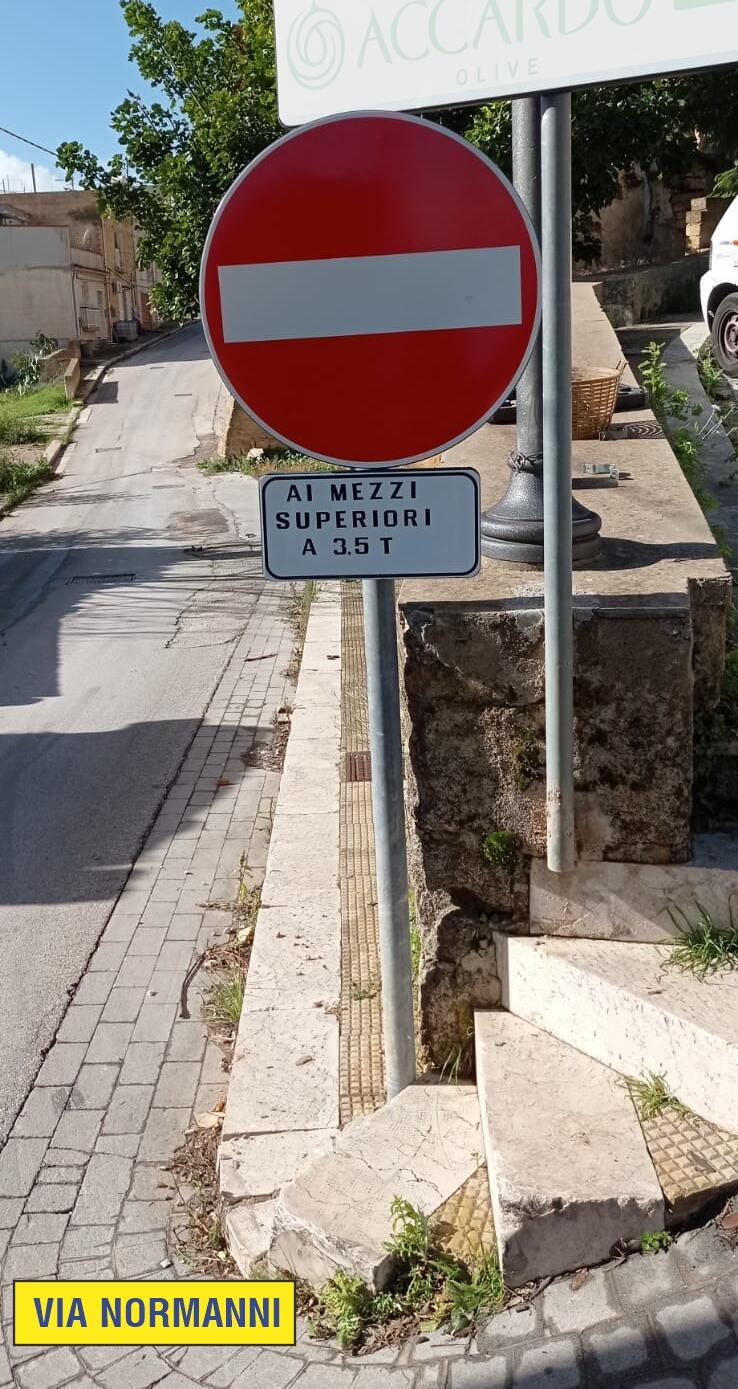 ACCARDO
OLIVE
AI MEZZI
SUPERIORI
A 3.5 T
VIA NORMANNI